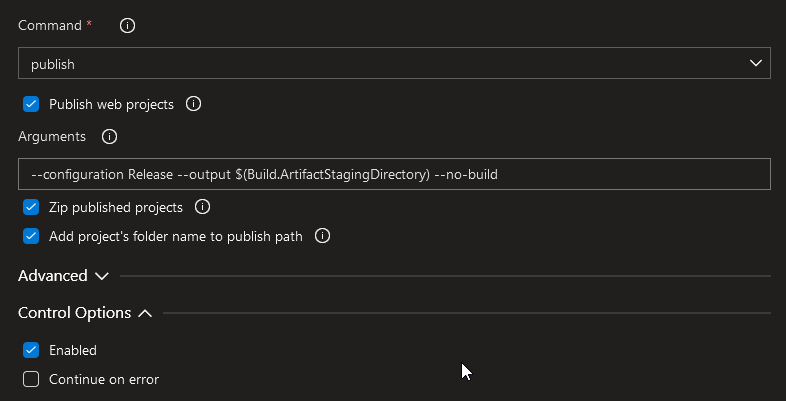 Command *
publish
Publish web projects
Arguments
--configuration Release --output $(Build.ArtifactStagingDirectory) --no-build
Zip published projects
Add project's folder name to publish path
Advanced
Control Options
Enabled
Continue on error